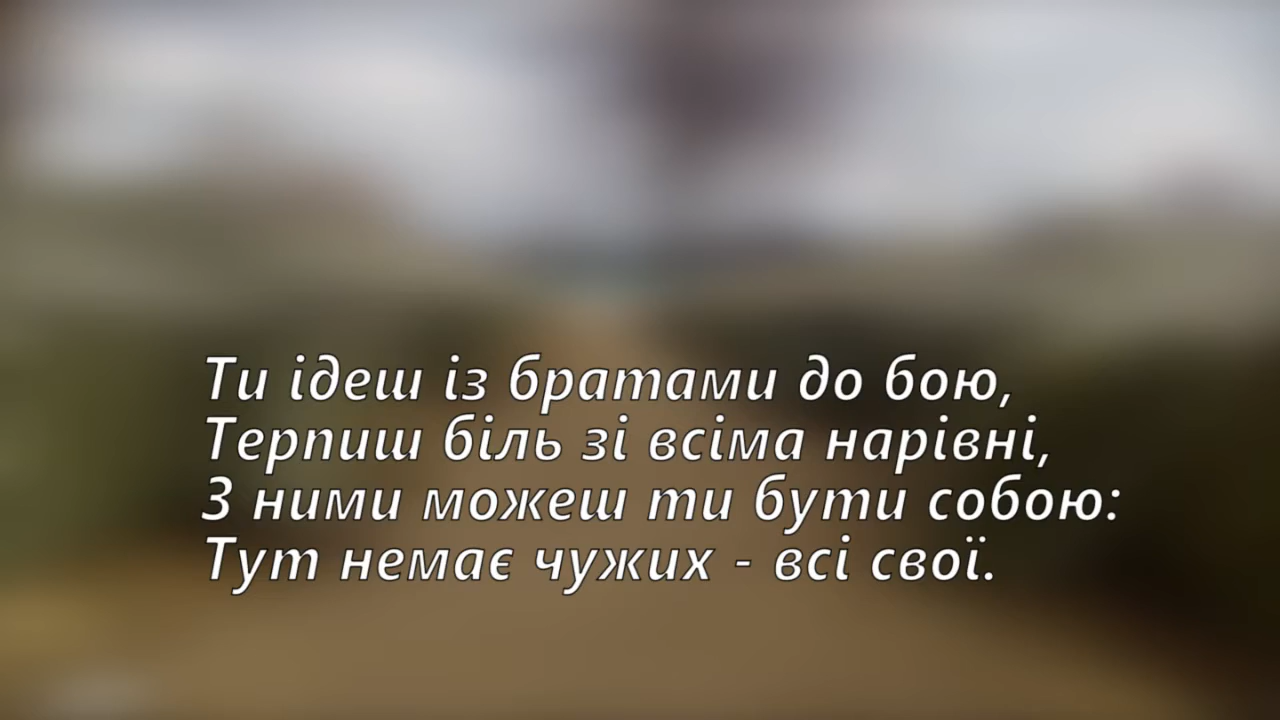 Ти ідеш із братами до бою,
Терпиш біль зі всіма нарівні,
З ними можеш ти бути собою:
Тут немає чужих - всі свої.